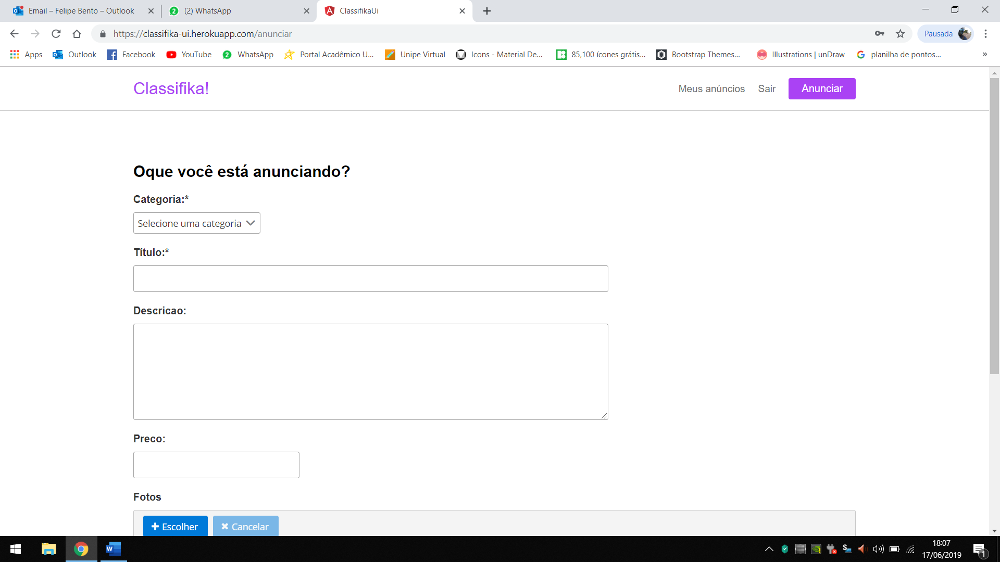 Email – Felipe Bento – Outlook
(2) WhatsApp
ClassifikaUi
https://classifika-ui.herokuapp.com/anunciar
Pausada
Apps
Outlook
Facebook
YouTube
WhatsApp
Portal Acadêmico U...
Unipe Virtual
Icons - Material De...
85,100 ícones grátis...
Bootstrap Themes...
Illustrations | unDraw
planilha de pontos...
»
Classifika!
Meus anúncios
Sair
Anunciar
Oque você está anunciando?
Categoria:*
Selecione uma categoria
Título:*
Descricao:
Preco:
Fotos
Escolher
Cancelar
18:07
17/06/2019
1